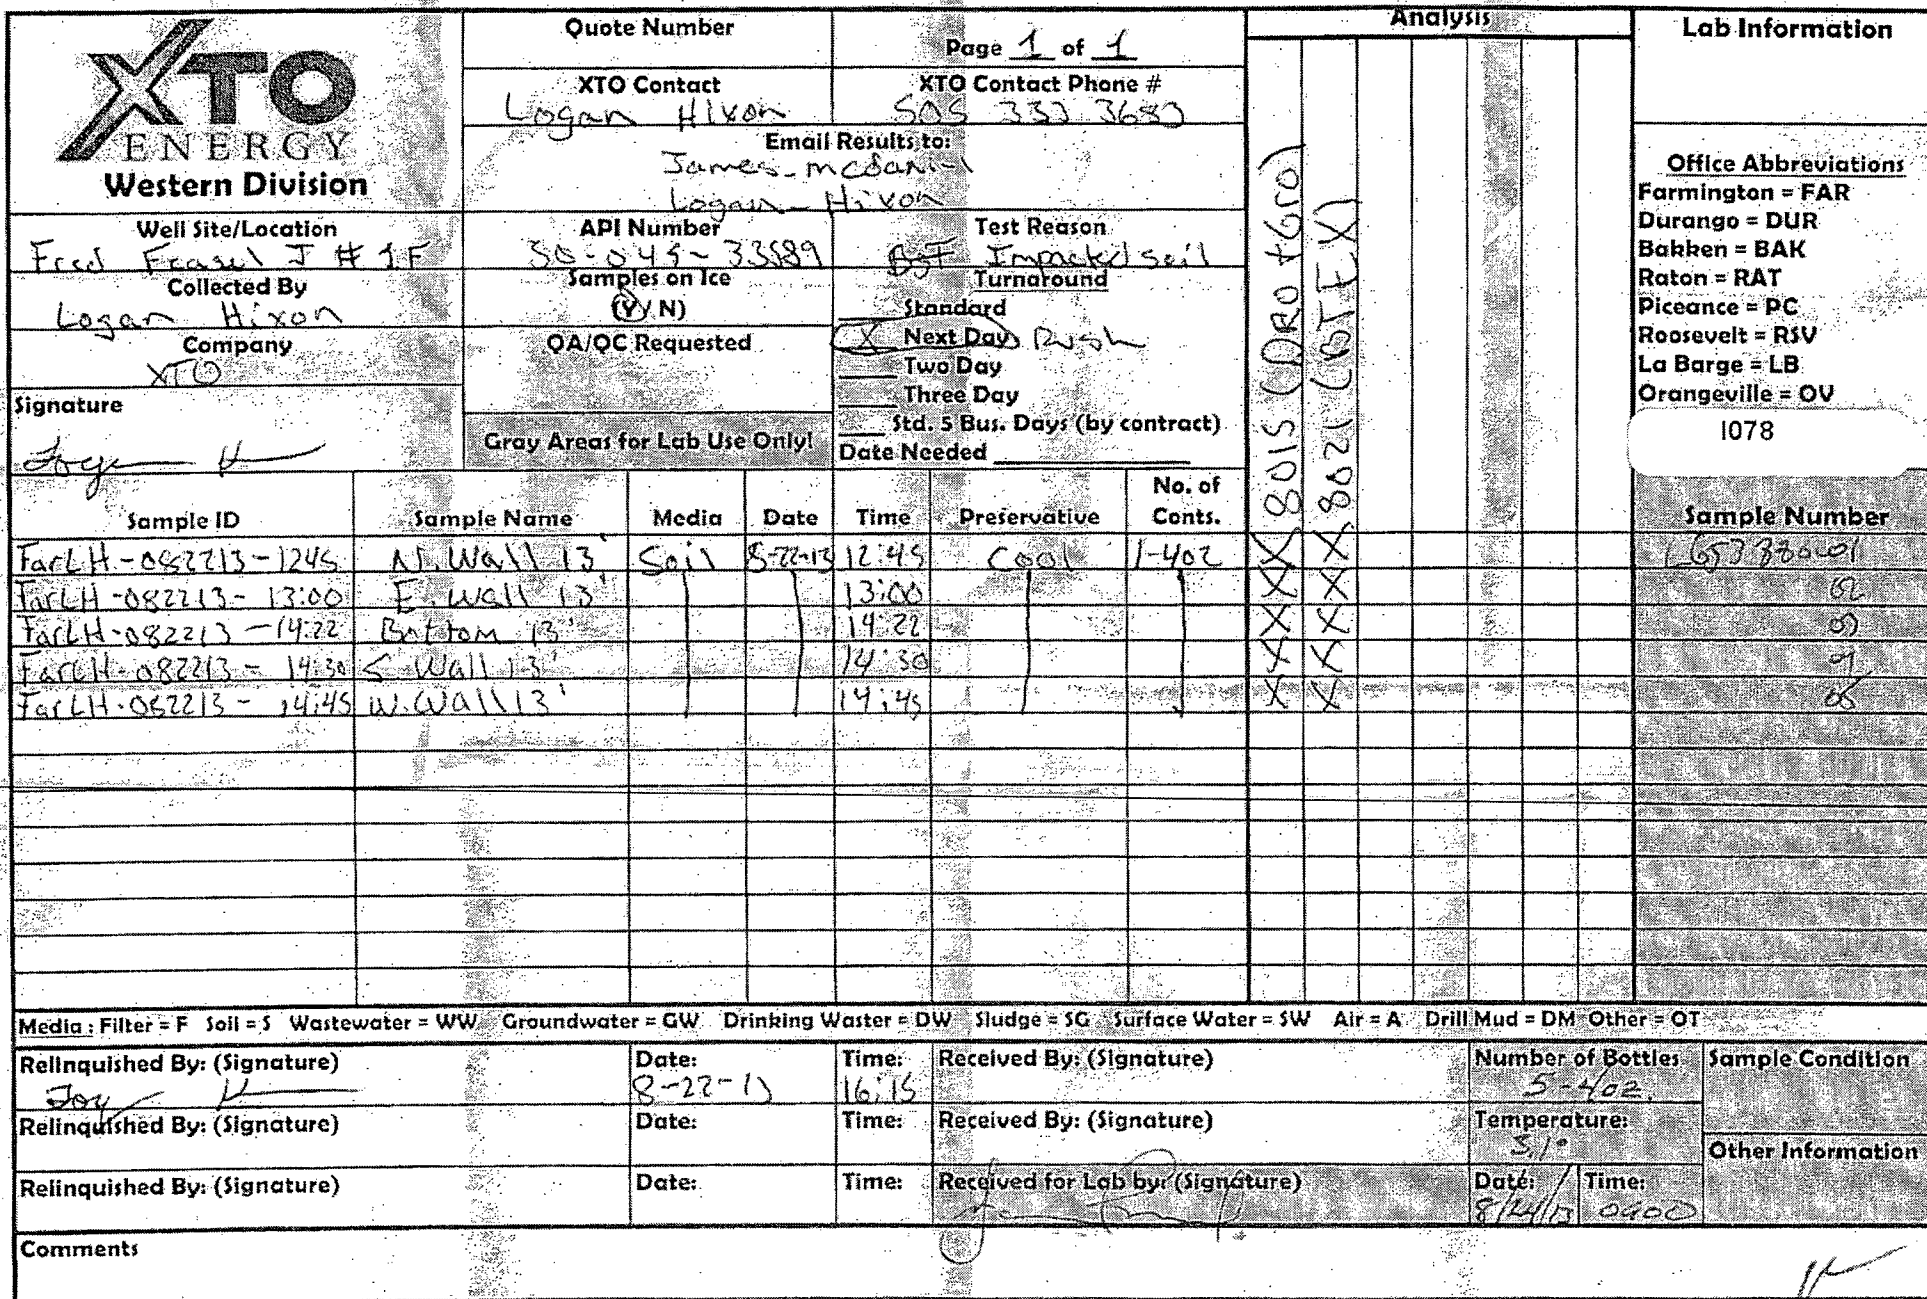 XTO
ENERGY
Western Division
Quote Number
Page 1 of 1
XTO Contact
Logan Hixon
XTO Contact Phone #
505 333 3683
Email Results to:
James_mcdaniel
Logan_Hixon
Well Site/Location
Fred Feasel J # 1F
API Number
30-045-33589
Test Reason
BGT Impacted soil
Collected By
Logan Hixon
Samples on Ice
(Y/ N)
Turnaround
Standard
X Next Day Rush
Two Day
Three Day
Std. 5 Bus. Days (by contract)
Date Needed
Company
XTO
QA/QC Requested
Signature
Gray Areas for Lab Use Only!
Analysis
8015 (DRO + Gro)
8021 (BTEX)
Lab Information
Office Abbreviations
Farmington = FAR
Durango = DUR
Bakken = BAK
Raton = RAT
Piceance = PC
Roosevelt = RSV
La Barge = LB
Orangeville = OV
I078
Sample ID Sample Name Media Date Time Preservative No. of Conts. Sample Number
FarLH-082213-1245 N. Wall 13' Soil 8-22-13 12:45 Cool 1-4oz X X L653380-01
FarLH-082213-13:00 E. Wall 13' 13:00 X X 02
FarLH-082213-14:22 Bottom 13' 14:22 X X 03
FarLH-082213-14:30 S. Wall 13' 14:30 X X 04
FarLH-082213-14:45 W. Wall 13' 14:45 X X 05
Media : Filter = F Soil = S Wastewater = WW Groundwater = GW Drinking Waster = DW Sludge = SG Surface Water = SW Air = A Drill Mud = DM Other = OT
Relinquished By: (Signature) Date: Time: Received By: (Signature) Number of Bottles Sample Condition
8-22-13 16:15 5-4oz.
Relinquished By: (Signature) Date: Time: Received By: (Signature) Temperature:
3.1°
Other Information
Relinquished By: (Signature) Date: Time: Received for Lab by: (Signature) Date: Time:
8/24/13 0900
Comments